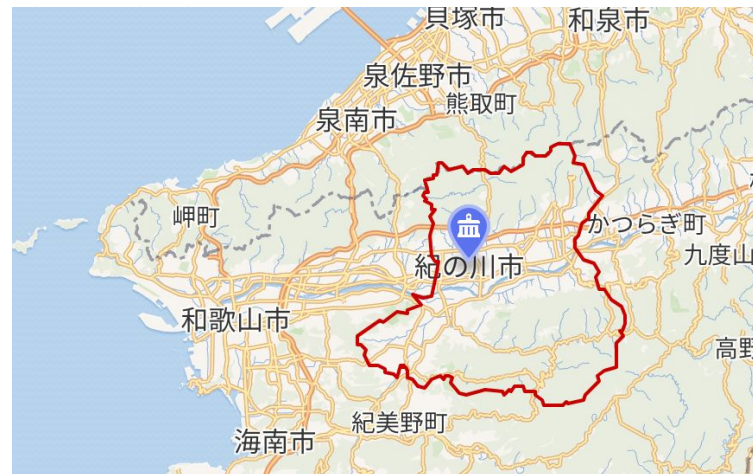 貝塚市
和泉市
泉佐野市
熊取町
泉南市
岬町
かつらぎ町
紀の川市
九度山
和歌山市
高野
紀美野町
海南市